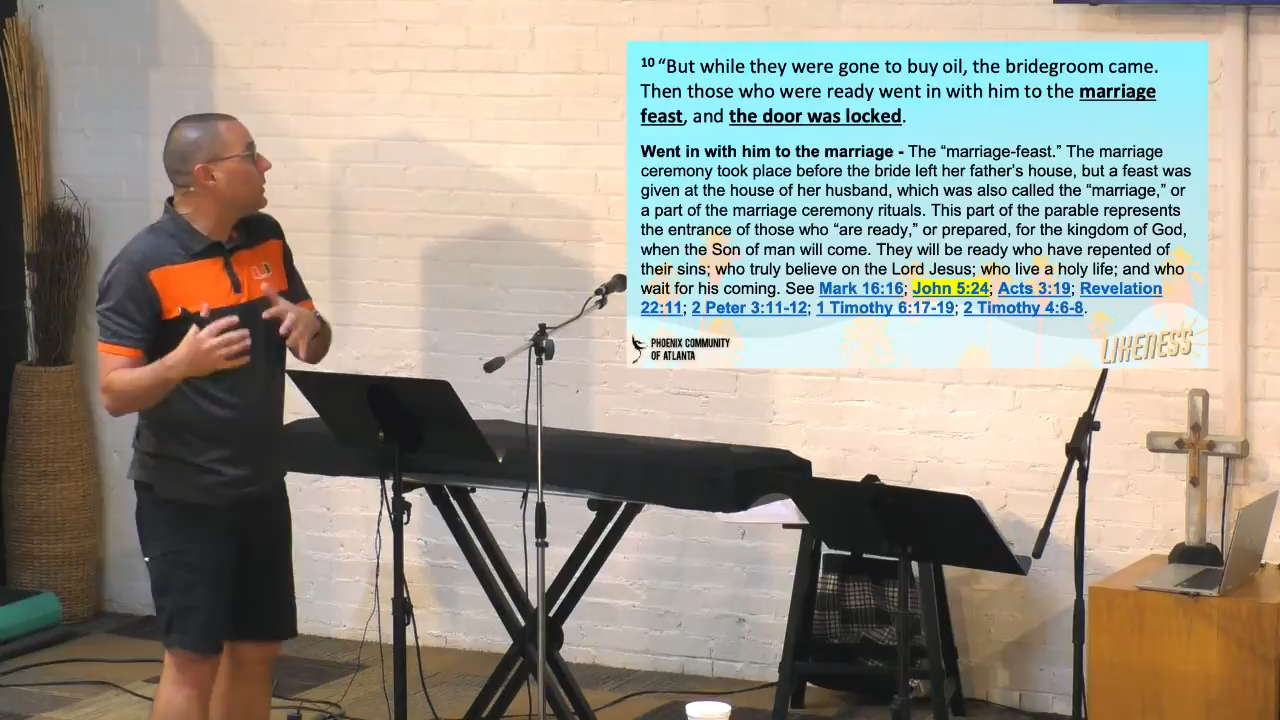 10 “But while they were gone to buy oil, the bridegroom came.
Then those who were ready went in with him to the marriage
feast, and the door was locked.
Went in with him to the marriage - The “marriage-feast.” The marriage
ceremony took place before the bride left her father’s house, but a feast was
given at the house of her husband, which was also called the “marriage,” or
a part of the marriage ceremony rituals. This part of the parable represents
the entrance of those who “are ready,” or prepared, for the kingdom of God,
when the Son of man will come. They will be ready who have repented of
their sins; who truly believe on the Lord Jesus; who live a holy life; and who
wait for his coming. See Mark 16:16; John 5:24; Acts 3:19; Revelation
22:11; 2 Peter 3:11-12; 1 Timothy 6:17-19; 2 Timothy 4:6-8.
PHOENIX COMMUNITY
OF ATLANTA
LIKENESS
U